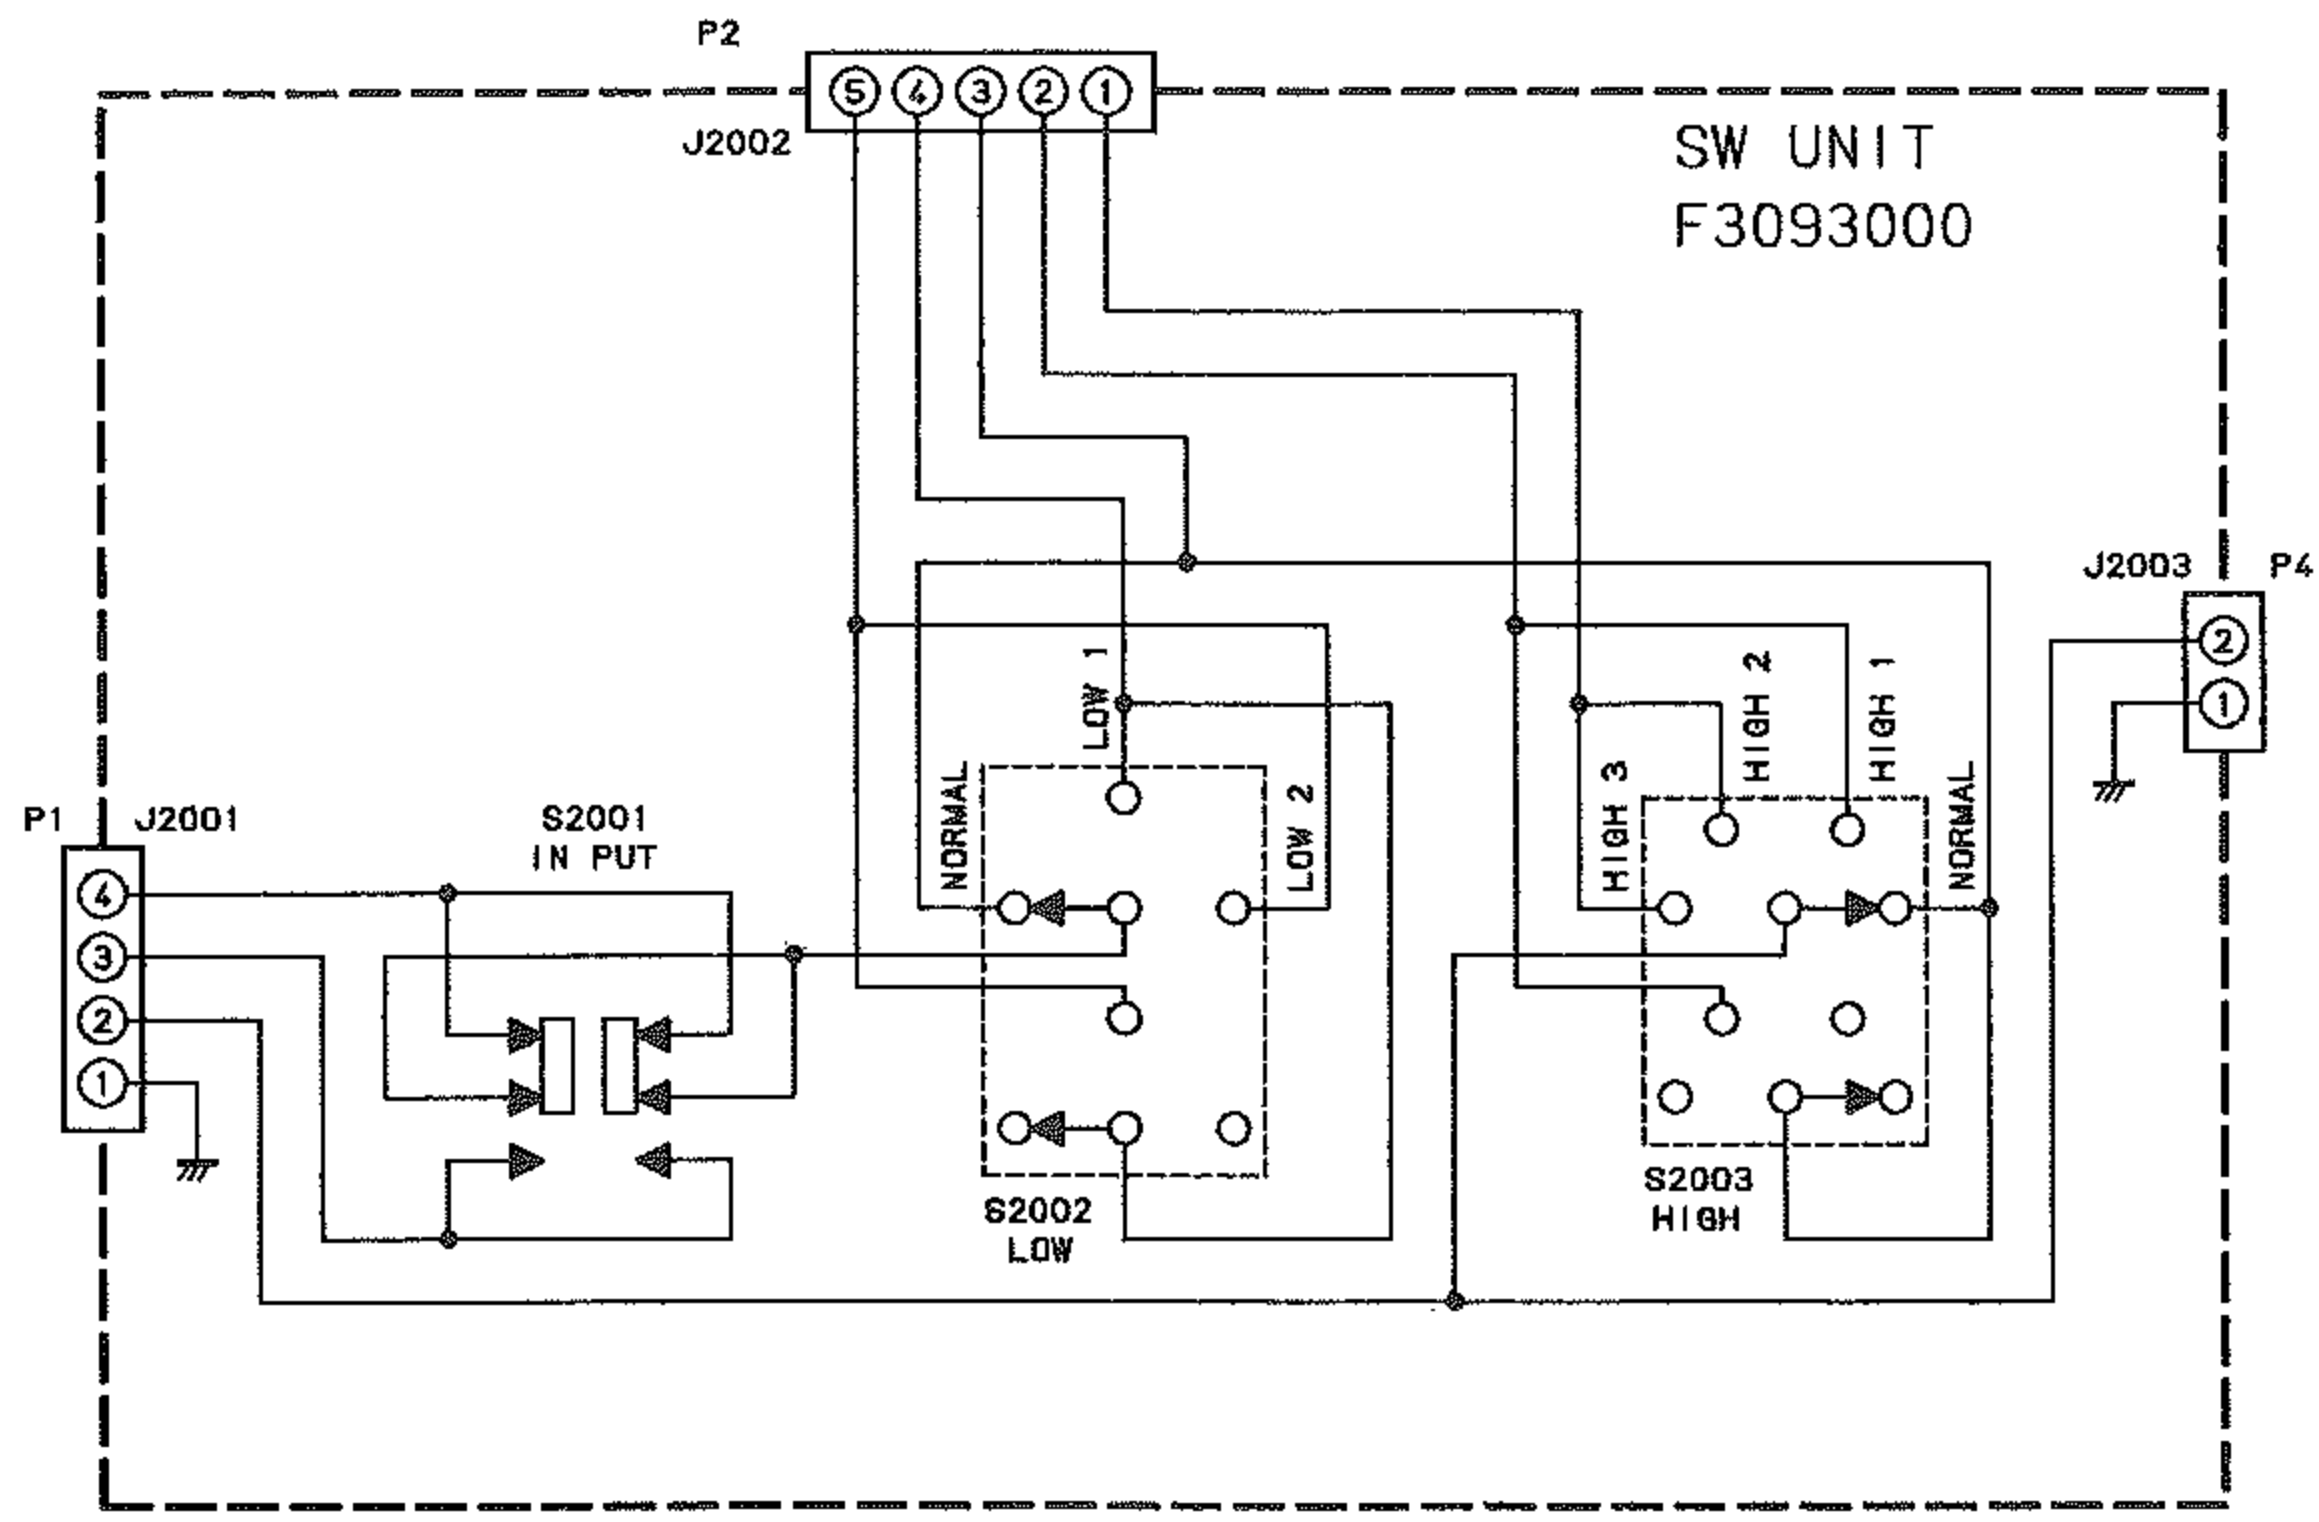 P2
5 4 3 2 1
J2002
SW UNIT
F3093000
J2003
P4
2
1
LOW 1
HIGH 2
HIGH 1
NORMAL
LOW 2
HIGH 3
NORMAL
P1
J2001
S2001
IN PUT
4
3
2
1
S2002
LOW
S2003
HIGH